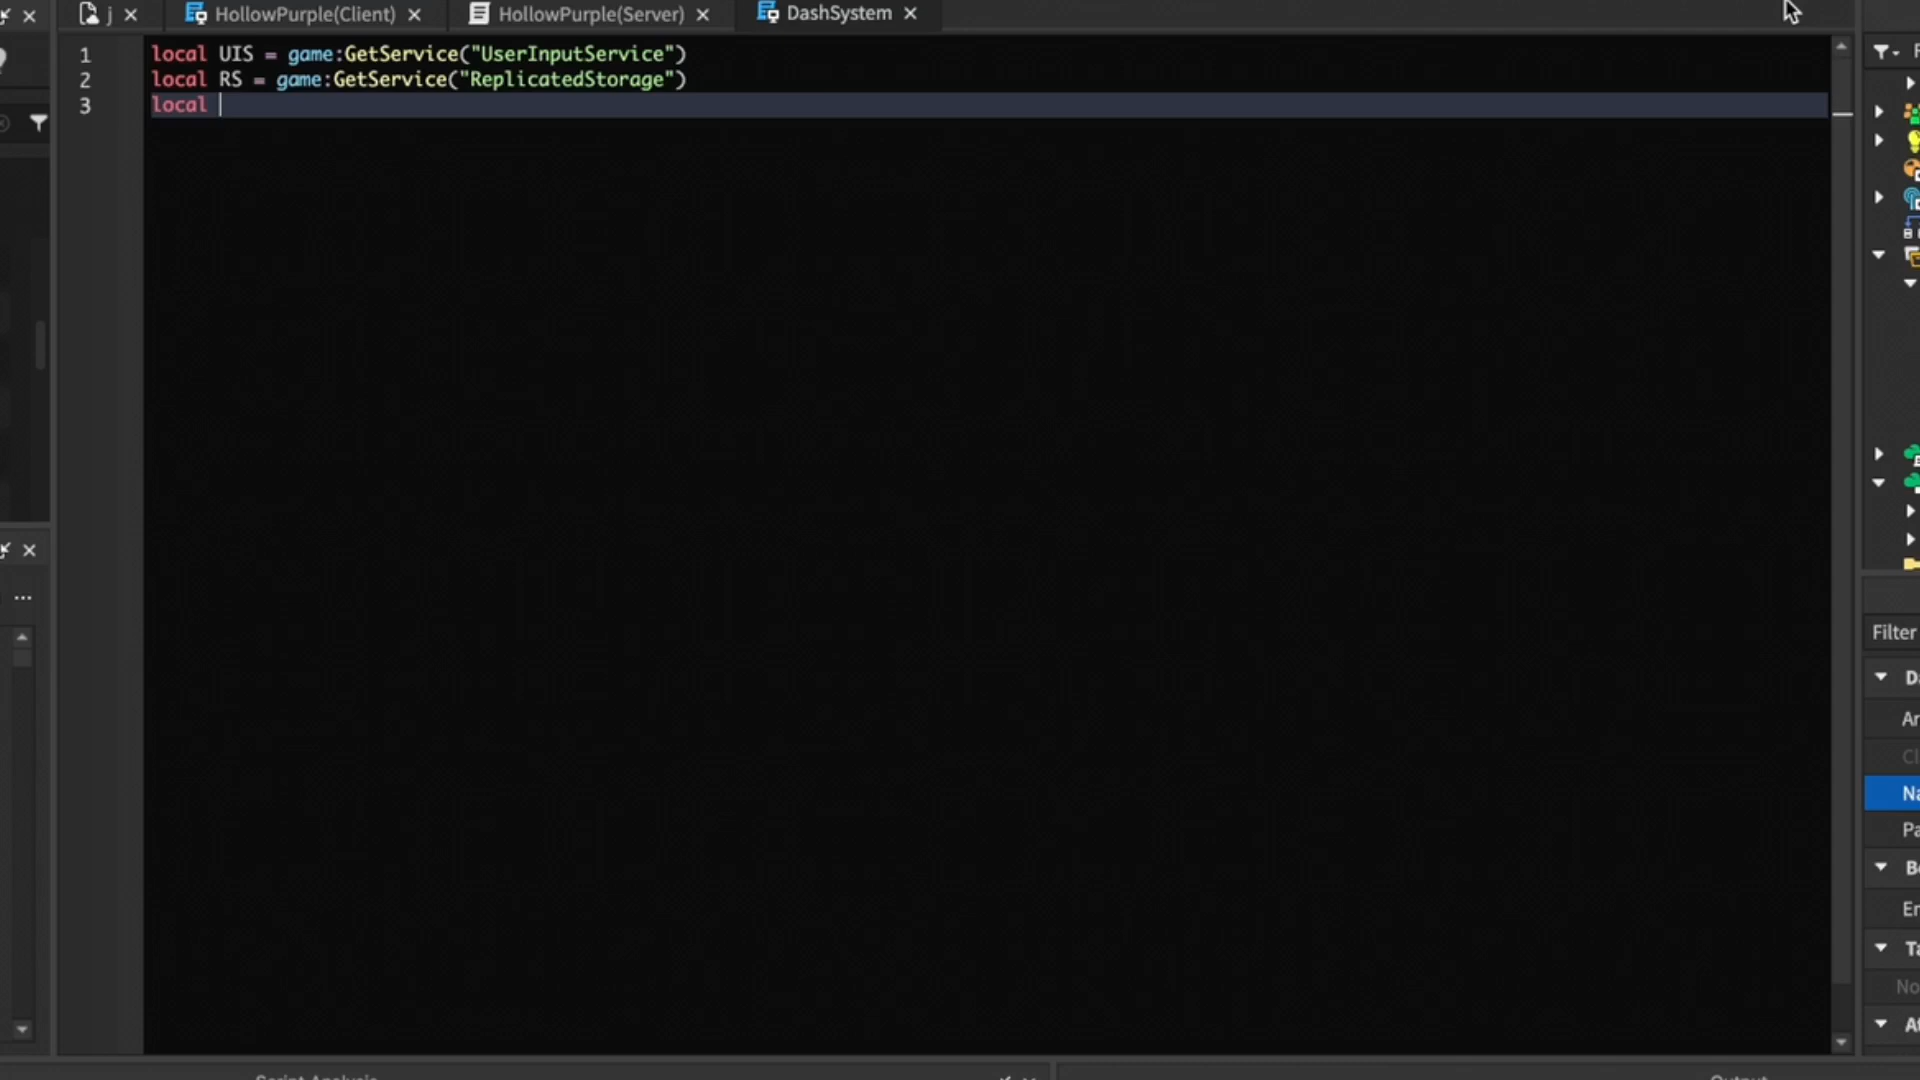 j
HollowPurple(Client)
HollowPurple(Server)
DashSystem
1 local UIS = game:GetService("UserInputService")
2 local RS = game:GetService("ReplicatedStorage")
3 local
Filter